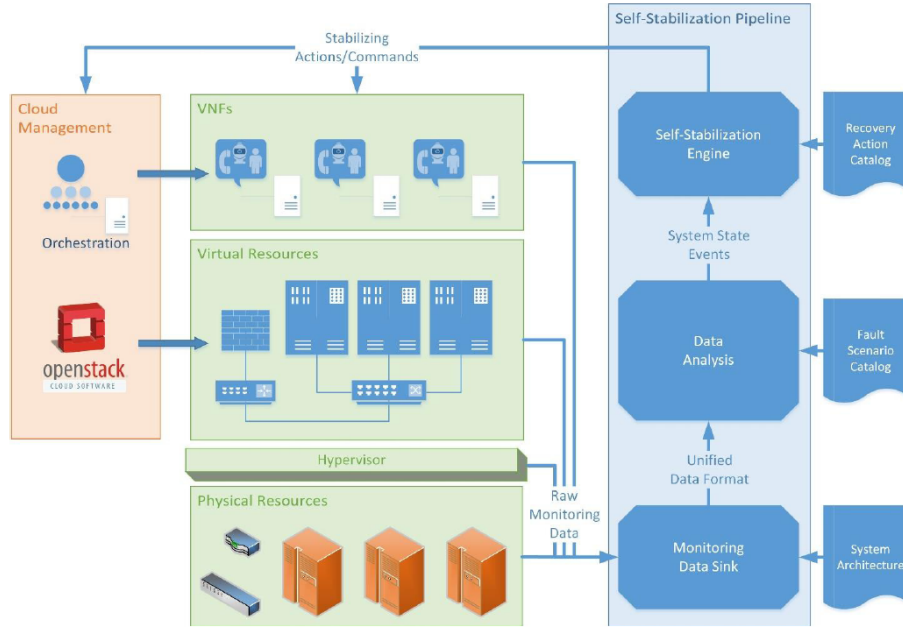 Self-Stabilization Pipeline
Stabilizing
Actions/Commands
Cloud
Management
Orchestration
openstack
CLOUD SOFTWARE
VNFs
Virtual Resources
Hypervisor
Physical Resources
Raw
Monitoring
Data
Self-Stabilization
Engine
Recovery
Action
Catalog
System State
Events
Data
Analysis
Fault
Scenario
Catalog
Unified
Data Format
Monitoring
Data Sink
System
Architecture